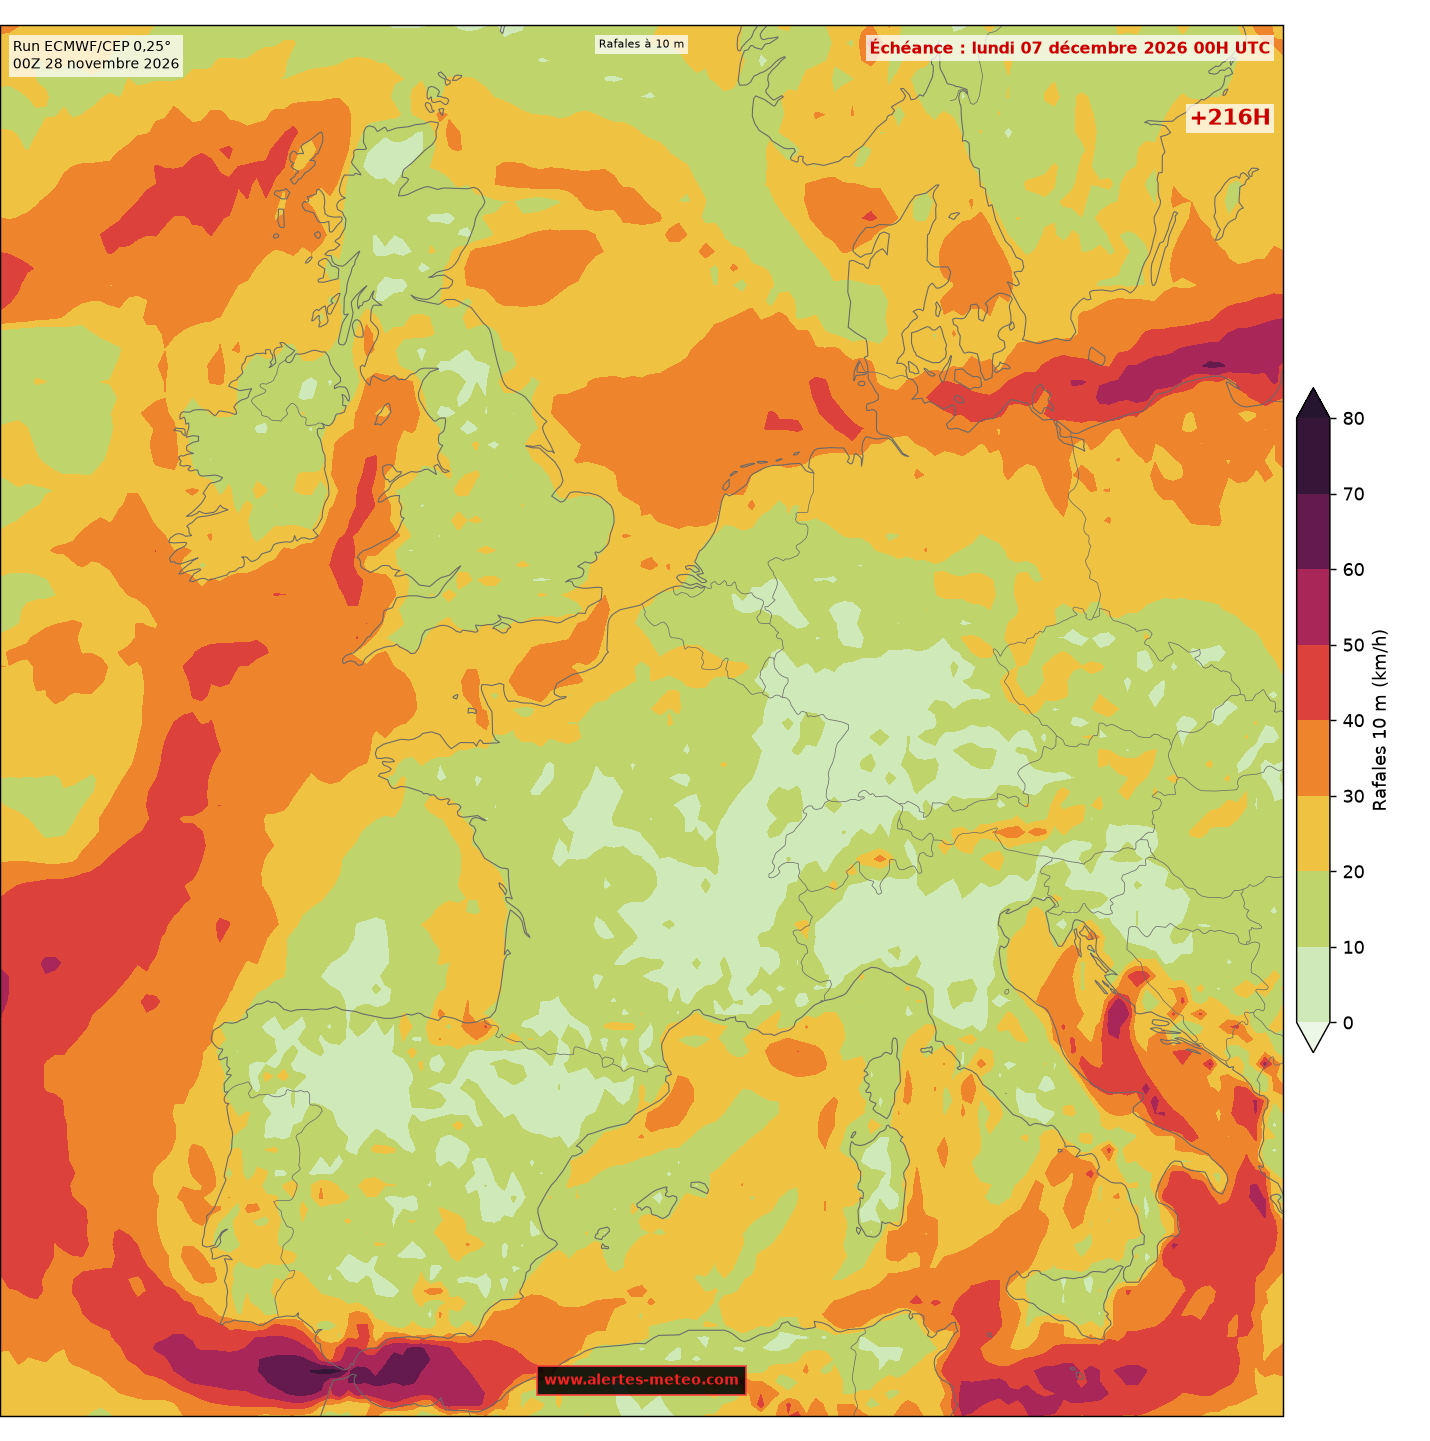 Run ECMWF/CEP 0,25°
00Z 28 novembre 2026
Rafales à 10 m
Échéance : lundi 07 décembre 2026 00H UTC
+216H
80
70
60
50
40
30
20
10
0
Rafales 10 m (km/h)
www.alertes-meteo.com